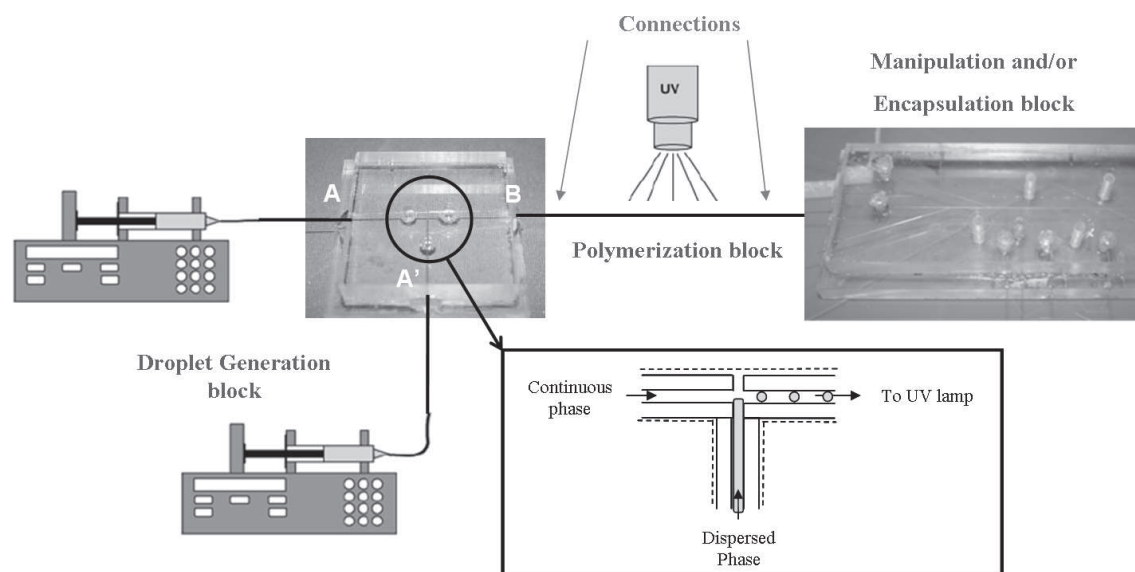 Connections
UV
Manipulation and/or
Encapsulation block
A
B
Polymerization block
A'
Droplet Generation
block
Continuous
phase
To UV lamp
Dispersed
Phase